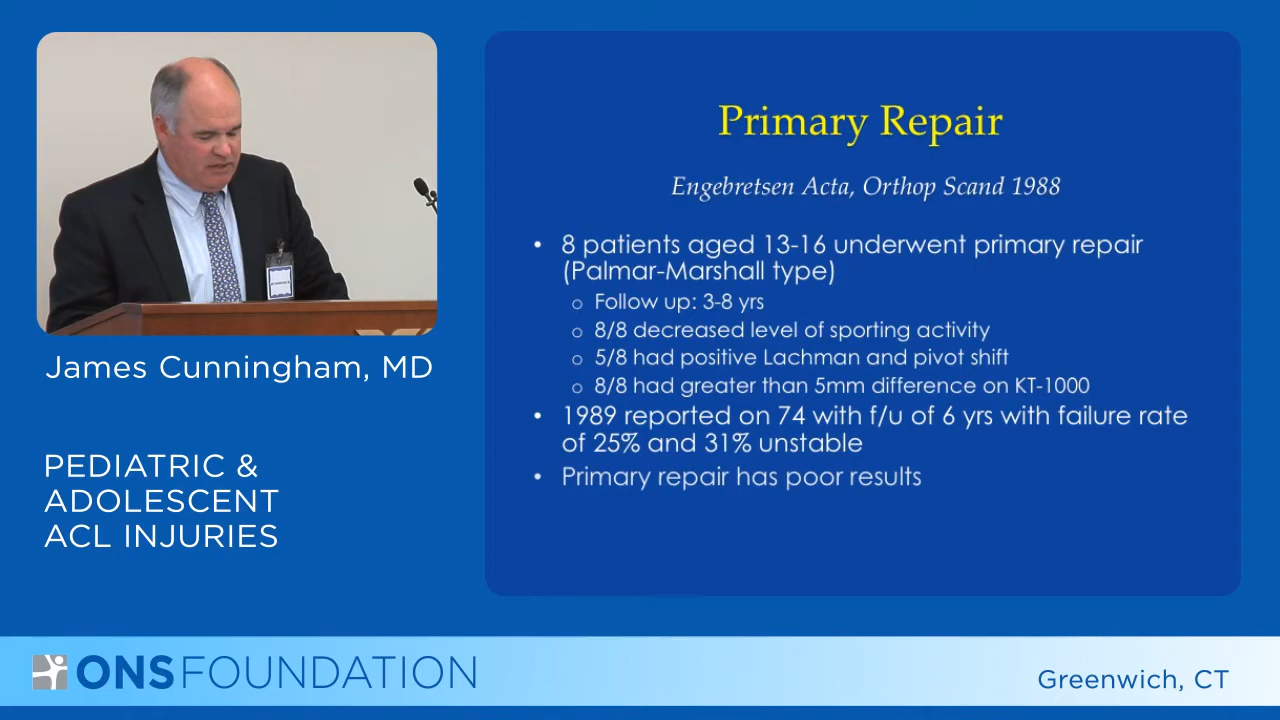 Primary Repair
Engebretsen Acta, Orthop Scand 1988
• 8 patients aged 13-16 underwent primary repair
(Palmar-Marshall type)
o Follow up: 3-8 yrs
o 8/8 decreased level of sporting activity
o 5/8 had positive Lachman and pivot shift
o 8/8 had greater than 5mm difference on KT-1000
• 1989 reported on 74 with f/u of 6 yrs with failure rate
of 25% and 31% unstable
• Primary repair has poor results
James Cunningham, MD
PEDIATRIC &
ADOLESCENT
ACL INJURIES
ONS FOUNDATION
Greenwich, CT